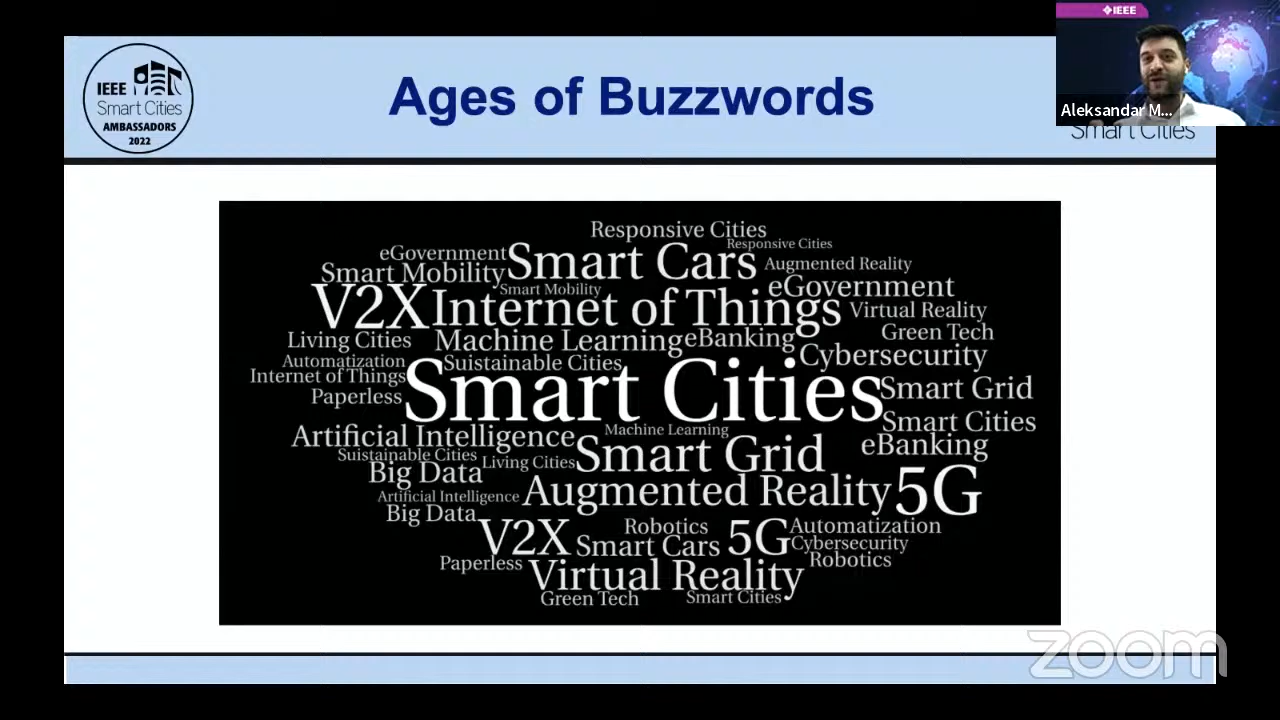 IEEE
Smart Cities
AMBASSADORS
2022
Ages of Buzzwords
IEEE
Aleksandar M...
Smart Cities
Responsive Cities
Responsive Cities
eGovernment
Smart Cars
Augmented Reality
Smart Mobility
Smart Mobility
eGovernment
V2X
Internet of Things
Virtual Reality
Green Tech
Living Cities
Machine Learning
eBanking
Cybersecurity
Automatization
Suistainable Cities
Internet of Things
Smart Cities
Smart Grid
Paperless
Smart Cities
Artificial Intelligence
Machine Learning
eBanking
Suistainable Cities
Living Cities
Smart Grid
Big Data
Artificial Intelligence
Augmented Reality
5G
Big Data
V2X
Robotics
5G
Automatization
Smart Cars
Cybersecurity
Robotics
Paperless
Virtual Reality
Green Tech
Smart Cities
zoom